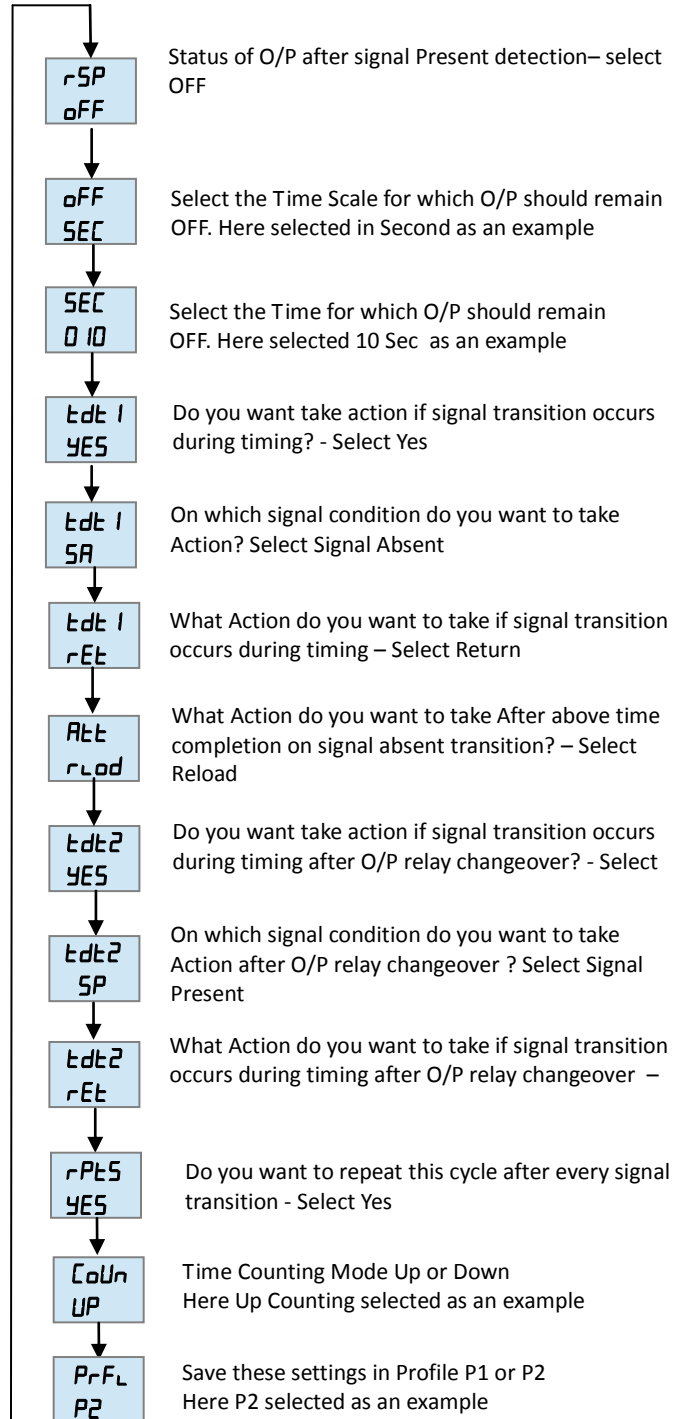 rSP
oFF
Status of O/P after signal Present detection– select
OFF
oFF
SEC
Select the Time Scale for which O/P should remain
OFF. Here selected in Second as an example
SEC
010
Select the Time for which O/P should remain
OFF. Here selected 10 Sec as an example
tdt1
YES
Do you want take action if signal transition occurs
during timing? - Select Yes
tdt1
SA
On which signal condition do you want to take
Action? Select Signal Absent
tdt1
rEt
What Action do you want to take if signal transition
occurs during timing – Select Return
Att
rLod
What Action do you want to take After above time
completion on signal absent transition? – Select
Reload
tdt2
YES
Do you want take action if signal transition occurs
during timing after O/P relay changeover? - Select
tdt2
SP
On which signal condition do you want to take
Action after O/P relay changeover ? Select Signal
Present
tdt2
rEt
What Action do you want to take if signal transition
occurs during timing after O/P relay changeover –
rPtS
YES
Do you want to repeat this cycle after every signal
transition - Select Yes
CoUn
UP
Time Counting Mode Up or Down
Here Up Counting selected as an example
PrFL
P2
Save these settings in Profile P1 or P2
Here P2 selected as an example